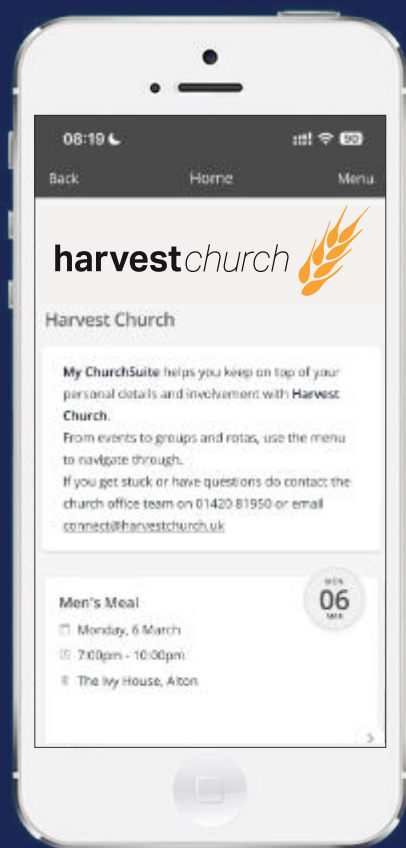 08:19
90
Back Home Menu
harvestchurch
Harvest Church
My ChurchSuite helps you keep on top of your
personal details and involvement with Harvest
Church.
From events to groups and rotas, use the menu
to navigate through.
If you get stuck or have questions do contact the
church office team on 01420 81950 or email
connect@harvestchurch.uk
Men's Meal
MON
06
MAR
Monday, 6 March
7:00pm - 10:00pm
The Ivy House, Alton